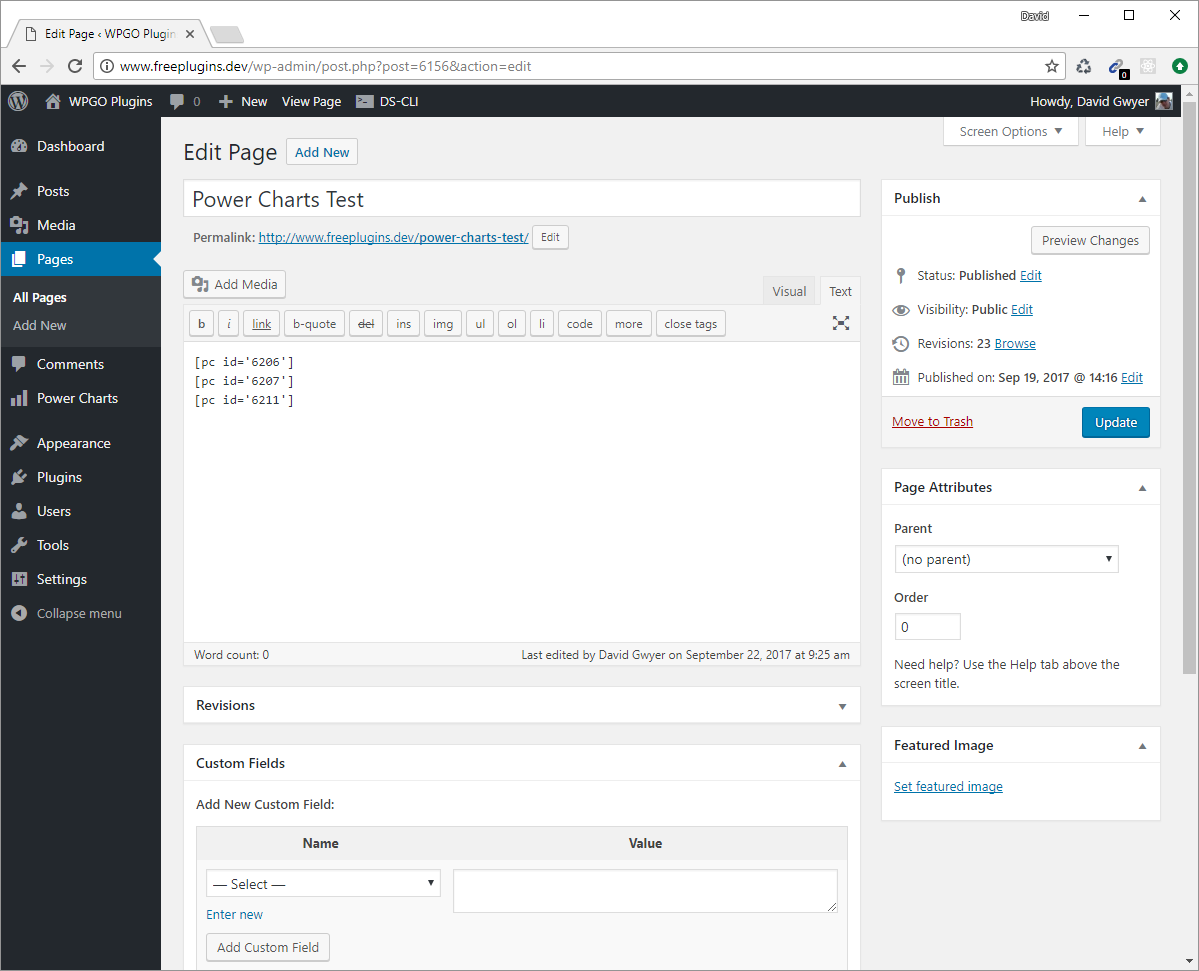 David
Edit Page ‹ WPGO Plugin
www.freeplugins.dev/wp-admin/post.php?post=6156&action=edit
0
WPGO Plugins 0 New View Page DS-CLI Howdy, David Gwyer
Dashboard
Posts
Media
Pages
All Pages
Add New
Comments
Power Charts
Appearance
Plugins
Users
Tools
Settings
Collapse menu
Screen Options Help
Edit Page Add New
Power Charts Test
Permalink: http://www.freeplugins.dev/power-charts-test/ Edit
Add Media
Visual Text
b i link b-quote del ins img ul ol li code more close tags
[pc id='6206']
[pc id='6207']
[pc id='6211']
Word count: 0 Last edited by David Gwyer on September 22, 2017 at 9:25 am
Revisions
Custom Fields
Add New Custom Field:
Name Value
— Select —
Enter new
Add Custom Field
Publish
Preview Changes
Status: Published Edit
Visibility: Public Edit
Revisions: 23 Browse
Published on: Sep 19, 2017 @ 14:16 Edit
Move to Trash Update
Page Attributes
Parent
(no parent)
Order
0
Need help? Use the Help tab above the
screen title.
Featured Image
Set featured image